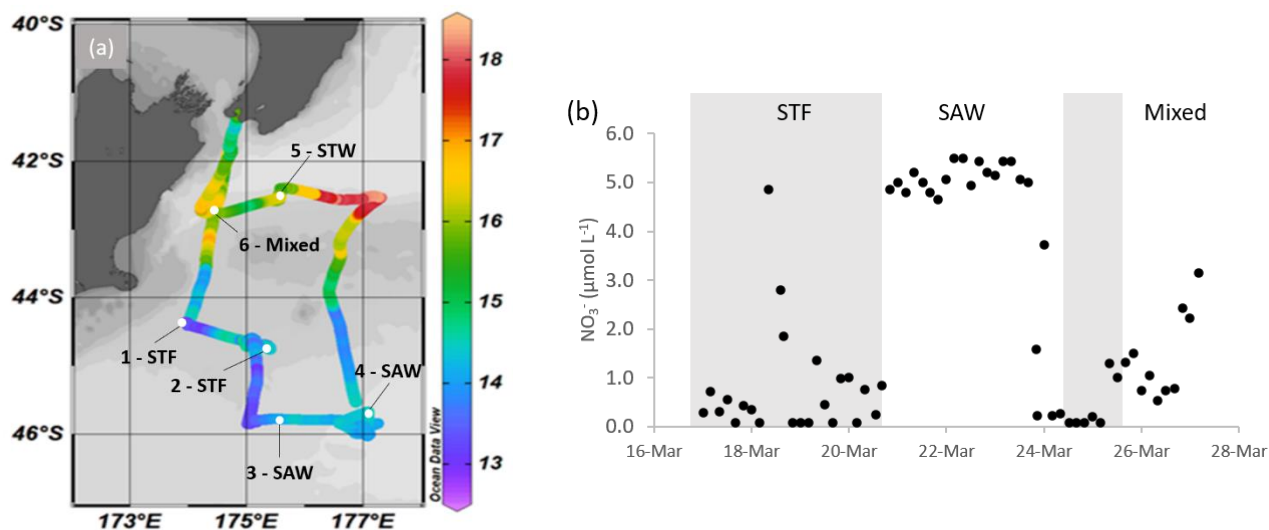 (a)
40°S
42°S
44°S
46°S
173°E
175°E
177°E
1 - STF
2 - STF
3 - SAW
4 - SAW
5 - STW
6 - Mixed
18
17
16
15
14
13
Ocean Data View
(b)
STF
SAW
Mixed
NO₃⁻ (µmol L⁻¹)
6.0
5.0
4.0
3.0
2.0
1.0
0.0
16-Mar
18-Mar
20-Mar
22-Mar
24-Mar
26-Mar
28-Mar